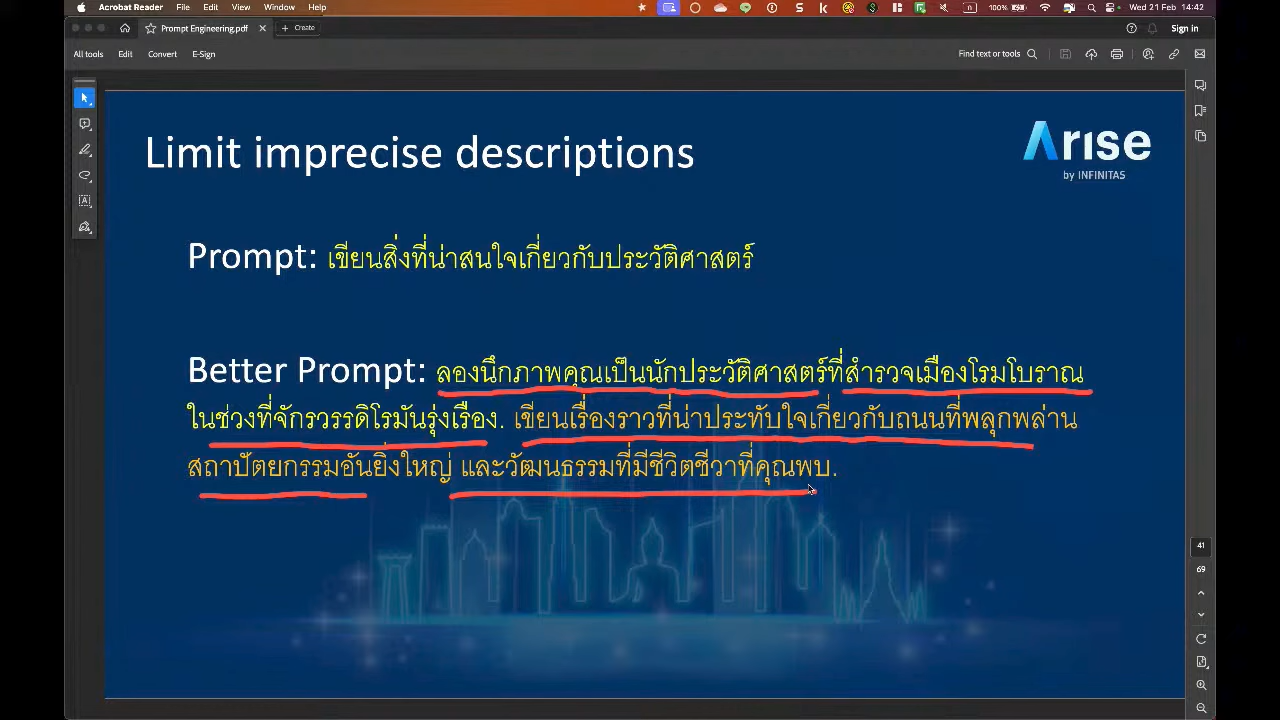 Acrobat Reader File Edit View Window Help 100% Wed 21 Feb 14:42
Prompt Engineering.pdf + Create Sign in
All tools Edit Convert E-Sign Find text or tools
Limit imprecise descriptions
Arise
by INFINITAS
Prompt: เขียนสิ่งที่น่าสนใจเกี่ยวกับประวัติศาสตร์
Better Prompt: ลองนึกภาพคุณเป็นนักประวัติศาสตร์ที่สำรวจเมืองโรมโบราณ
ในช่วงที่จักรวรรดิโรมันรุ่งเรือง. เขียนเรื่องราวที่น่าประทับใจเกี่ยวกับถนนที่พลุกพล่าน
สถาปัตยกรรมอันยิ่งใหญ่ และวัฒนธรรมที่มีชีวิตชีวาที่คุณพบ.
41
69